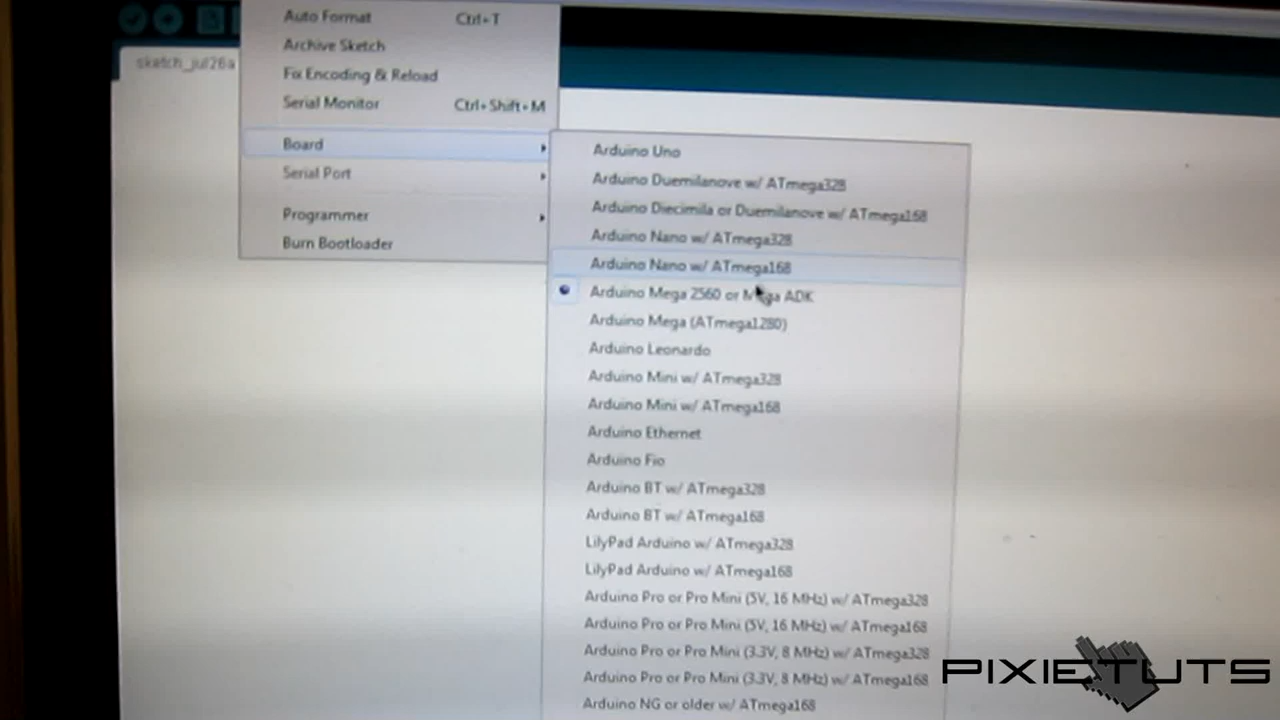 Auto Format Ctrl+T
Archive Sketch
sketch_jul26a
Fix Encoding & Reload
Serial Monitor Ctrl+Shift+M
Board
Serial Port
Programmer
Burn Bootloader
Arduino Uno
Arduino Duemilanove w/ ATmega328
Arduino Diecimila or Duemilanove w/ ATmega168
Arduino Nano w/ ATmega328
Arduino Nano w/ ATmega168
Arduino Mega 2560 or Mega ADK
Arduino Mega (ATmega1280)
Arduino Leonardo
Arduino Mini w/ ATmega328
Arduino Mini w/ ATmega168
Arduino Ethernet
Arduino Fio
Arduino BT w/ ATmega328
Arduino BT w/ ATmega168
LilyPad Arduino w/ ATmega328
LilyPad Arduino w/ ATmega168
Arduino Pro or Pro Mini (5V, 16 MHz) w/ ATmega328
Arduino Pro or Pro Mini (5V, 16 MHz) w/ ATmega168
Arduino Pro or Pro Mini (3.3V, 8 MHz) w/ ATmega328
Arduino Pro or Pro Mini (3.3V, 8 MHz) w/ ATmega168
Arduino NG or older w/ ATmega168
PIXIETUTS